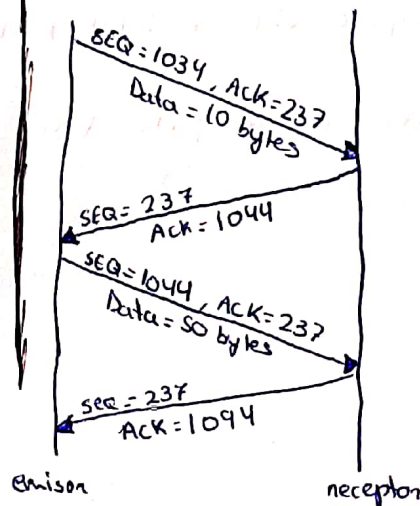 SEQ=1034, ACK=237
Data=10 bytes
SEQ=237
ACK=1044
SEQ=1044, ACK=237
Data=50 bytes
SEQ=237
ACK=1094
emisor
receptor